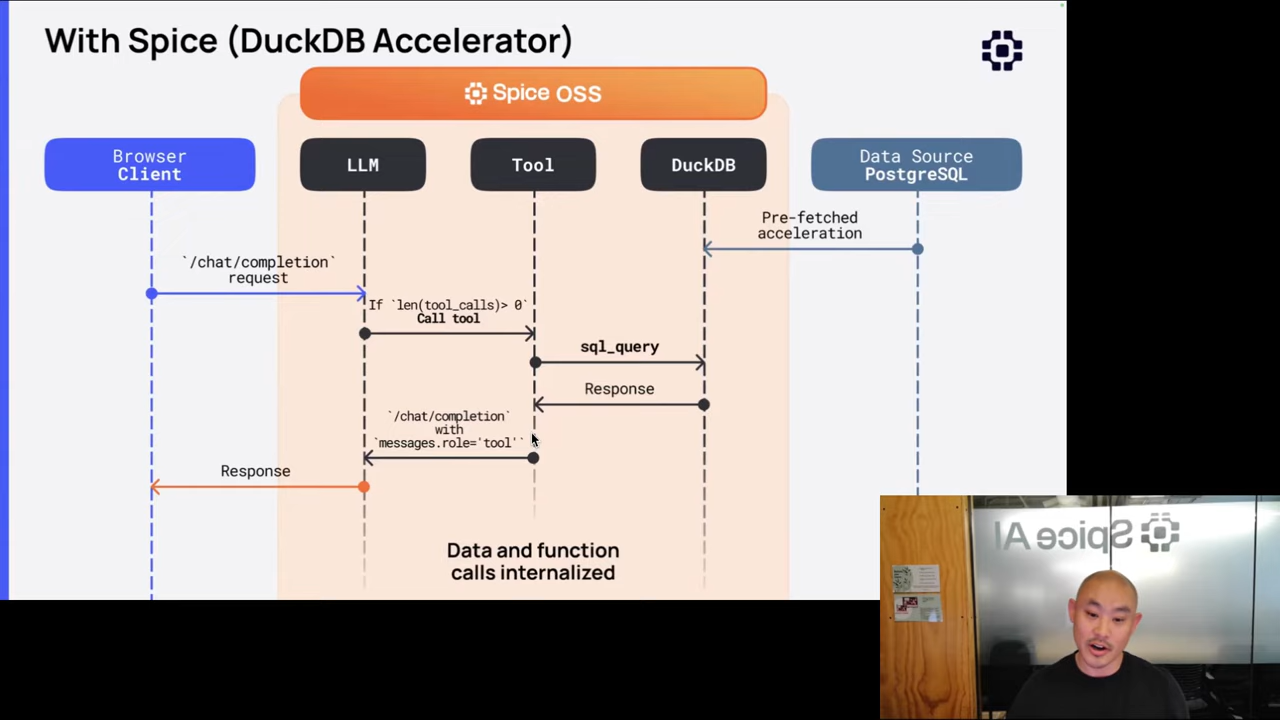 With Spice (DuckDB Accelerator)
Spice OSS
Browser
Client
LLM
Tool
DuckDB
Data Source
PostgreSQL
Pre-fetched
acceleration
`/chat/completion`
request
If `len(tool_calls)> 0`
Call tool
sql_query
Response
`/chat/completion`
with
`messages.role='tool'`
Response
Data and function
calls internalized
Spice AI